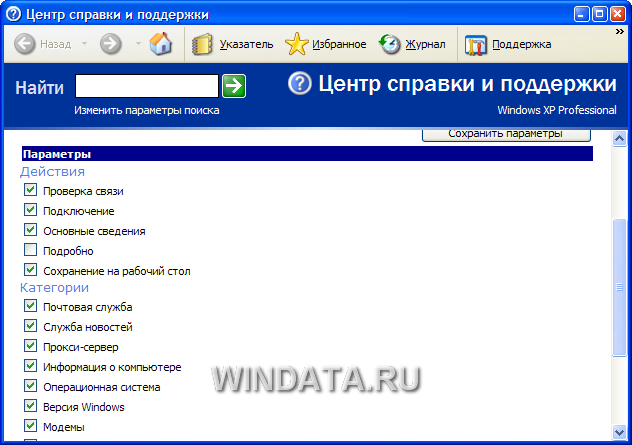 Центр справки и поддержки
Назад
Указатель
Избранное
Журнал
Поддержка
»
Найти
Изменить параметры поиска
Центр справки и поддержки
Windows XP Professional
Сохранить параметры
Параметры
Действия
Проверка связи
Подключение
Основные сведения
Подробно
Сохранение на рабочий стол
Категории
Почтовая служба
Служба новостей
Прокси-сервер
Информация о компьютере
Операционная система
Версия Windows
Модемы
WINDATA.RU